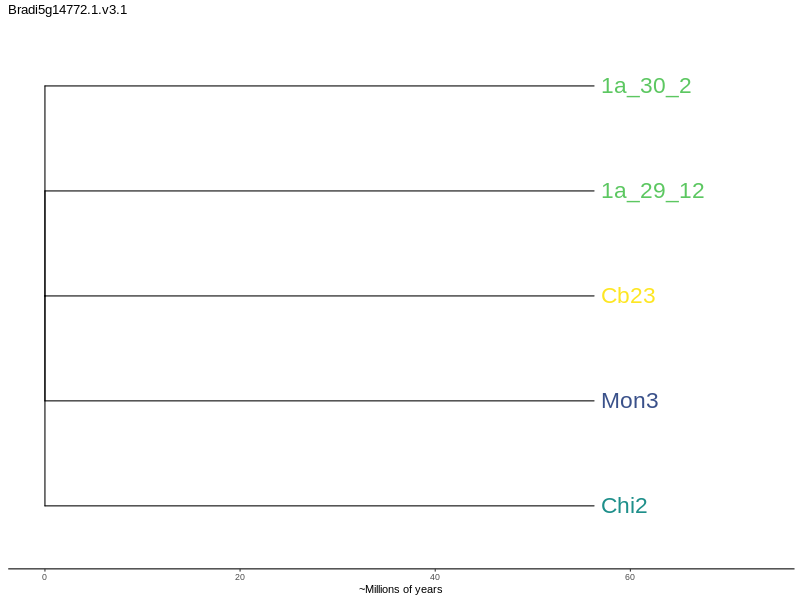 Bradi5g14772.1.v3.1
1a_30_2
1a_29_12
Cb23
Mon3
Chi2
0 20 40 60
~Millions of years